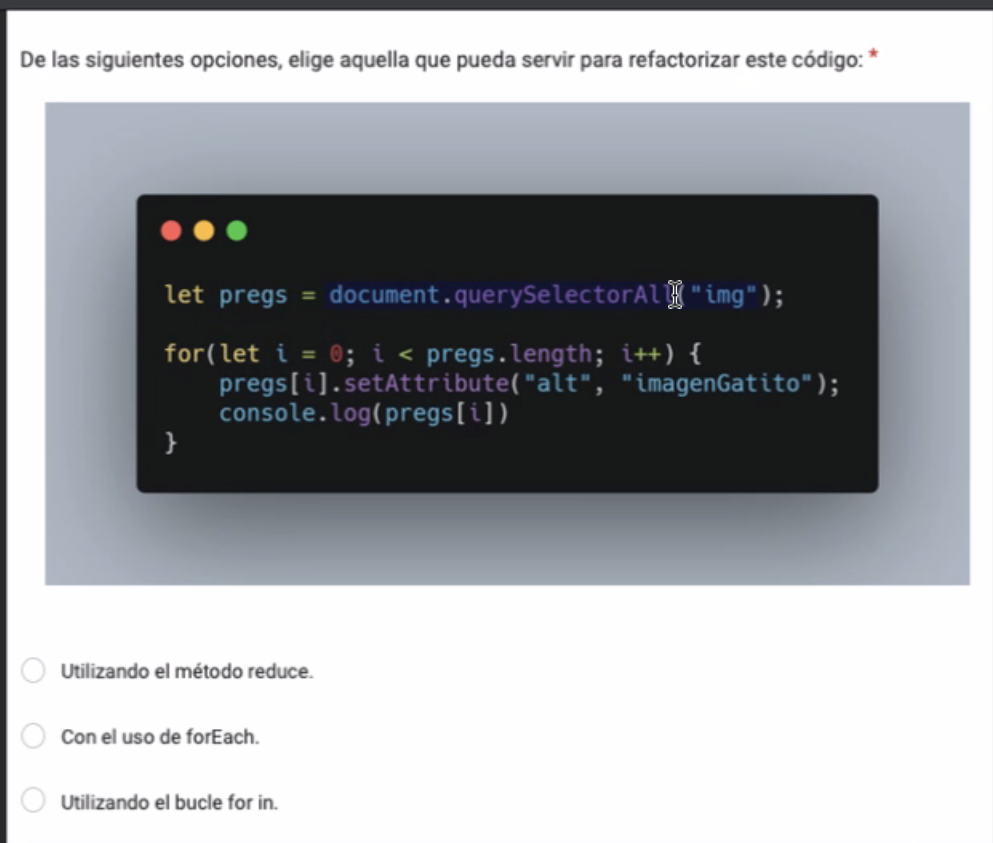 De las siguientes opciones, elige aquella que pueda servir para refactorizar este código: *
let pregs = document.querySelectorAll("img");
for(let i = 0; i < pregs.length; i++) {
pregs[i].setAttribute("alt", "imagenGatito");
console.log(pregs[i])
}
Utilizando el método reduce.
Con el uso de forEach.
Utilizando el bucle for in.